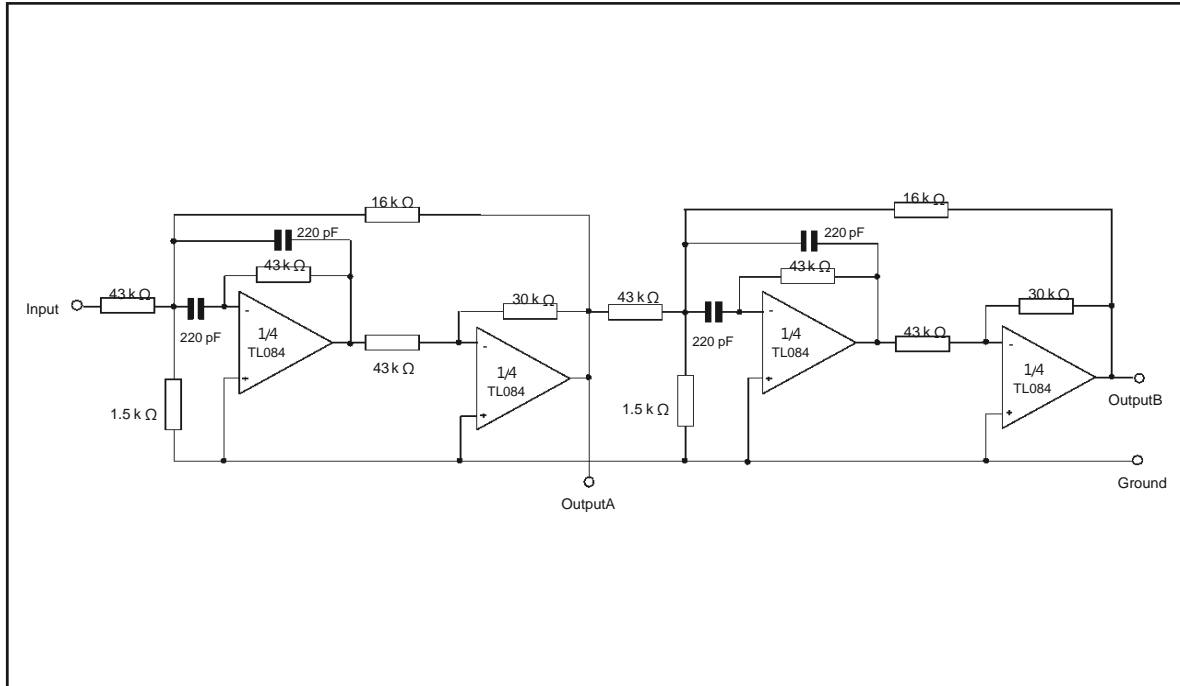 16 k Ω
16 k Ω
220 pF
220 pF
43 k Ω
43 k Ω
43 k Ω
30 k Ω
43 k Ω
30 k Ω
Input
-
-
220 pF
1/4
TL084
220 pF
1/4
TL084
43 k Ω
-
43 k Ω
-
1/4
TL084
1/4
TL084
+
+
1.5 k Ω
1.5 k Ω
+
+
OutputB
OutputA
Ground